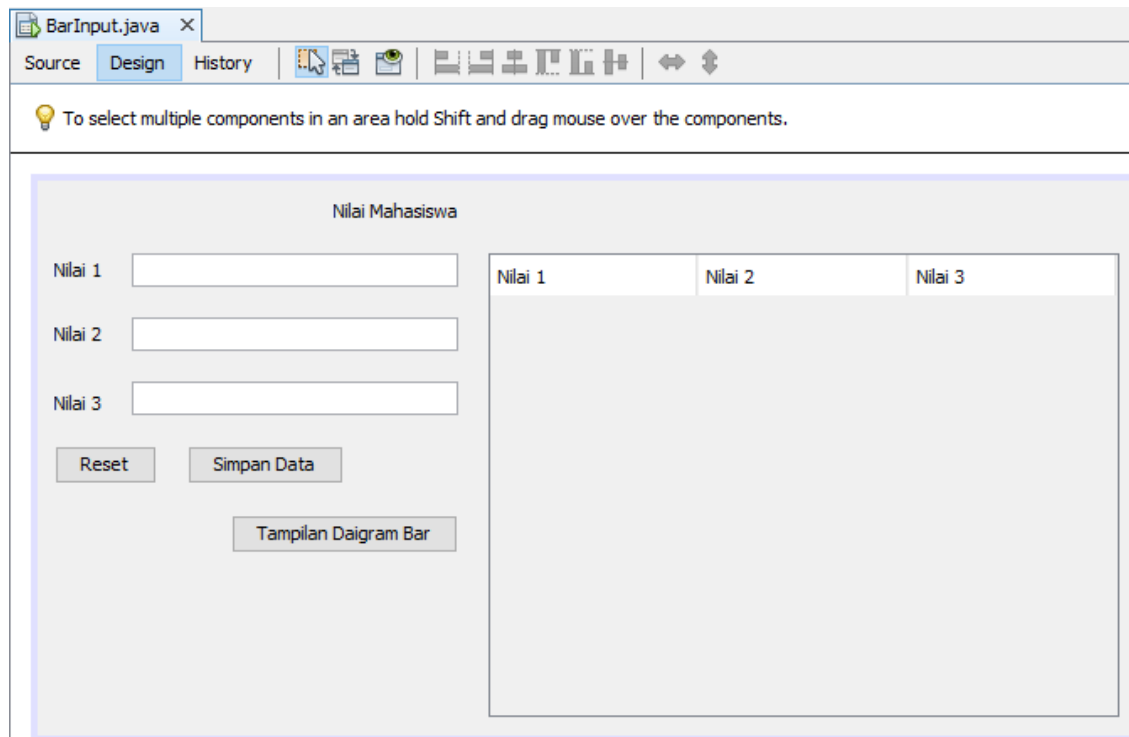 BarInput.java
Source Design History
To select multiple components in an area hold Shift and drag mouse over the components.
Nilai Mahasiswa
Nilai 1
Nilai 2
Nilai 3
Reset Simpan Data
Tampilan Daigram Bar
Nilai 1 Nilai 2 Nilai 3